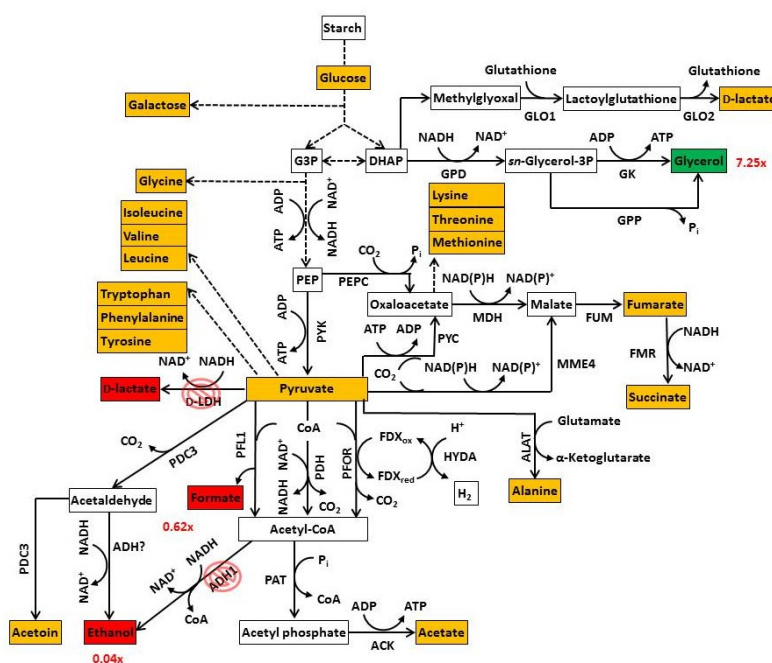 Starch
Glucose
Galactose
Glutathione
Glutathione
Methylglyoxal
Lactoylglutathione
D-lactate
GLO1
GLO2
G3P
DHAP
NADH
NAD+
GPD
sn-Glycerol-3P
ADP
ATP
GK
Glycerol
7.25x
GPP
Pi
Glycine
ADP
NAD+
ATP
NADH
Isoleucine
Valine
Leucine
Lysine
Threonine
Methionine
PEP
CO2
Pi
PEPC
Oxaloacetate
NAD(P)H
NAD(P)+
MDH
Malate
FUM
Fumarate
Tryptophan
Phenylalanine
Tyrosine
ADP
ATP
PYK
ATP
ADP
PYC
CO2
NAD(P)H
NAD(P)+
MME4
NADH
FMR
NAD+
Succinate
NAD+
NADH
D-lactate
D-LDH
Pyruvate
CO2
PDC3
PFL1
CoA
NAD+
NADH
PDH
CO2
PFOR
FDXox
FDXred
CO2
H+
HYDA
H2
Glutamate
ALAT
α-Ketoglutarate
Alanine
Acetaldehyde
Formate
0.62x
Acetyl-CoA
PDC3
NADH
NAD+
ADH?
NADH
NAD+
ADH1
CoA
PAT
Pi
CoA
Acetoin
Ethanol
0.04x
Acetyl phosphate
ADP
ATP
ACK
Acetate